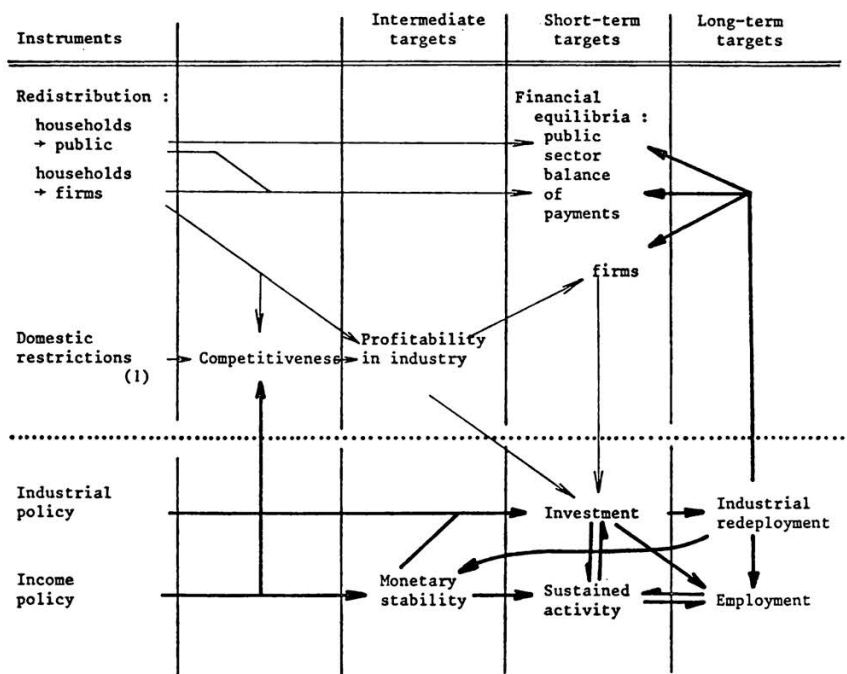 Instruments
Intermediate
targets
Short-term
targets
Long-term
targets
Redistribution :
households
→ public
households
→ firms
Financial
equilibria :
public
sector
balance
of
payments
firms
Domestic
restrictions
(1)
Competitiveness
Profitability
in industry
Industrial
policy
Investment
Industrial
redeployment
Income
policy
Monetary
stability
Sustained
activity
Employment